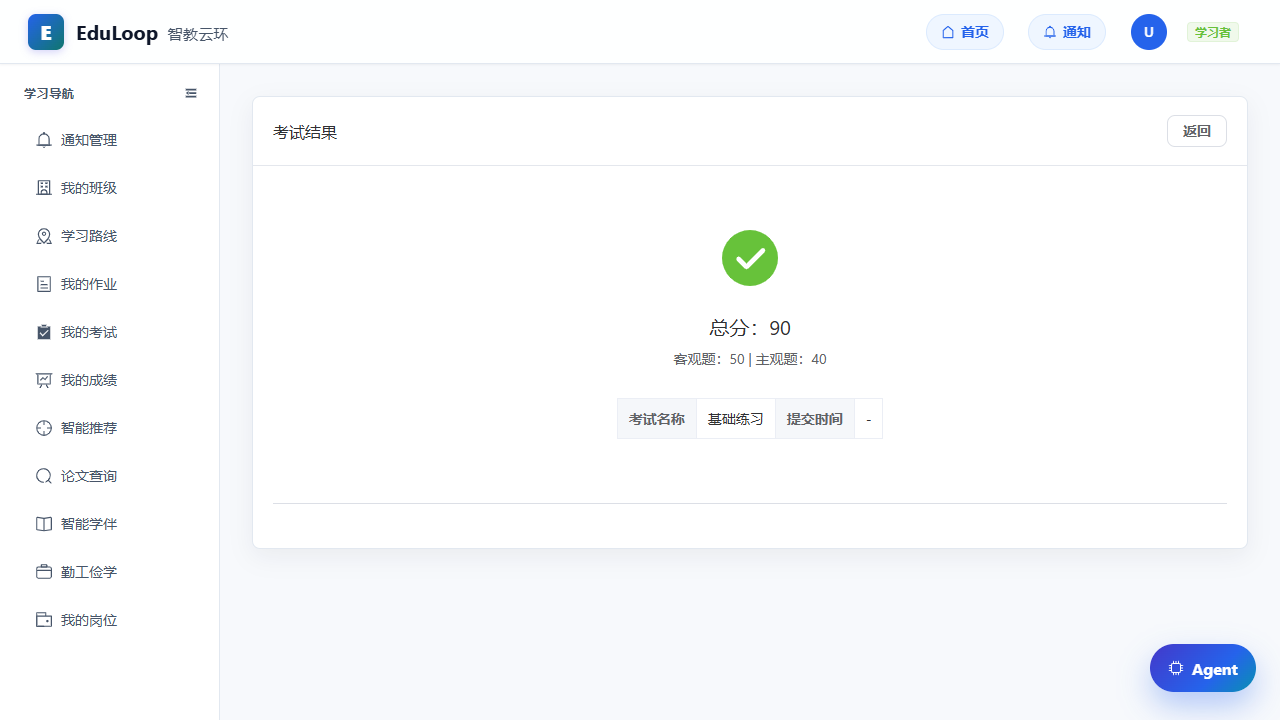 E EduLoop 智教云环
首页
通知
U
学习者
学习导航
通知管理
我的班级
学习路线
我的作业
我的考试
我的成绩
智能推荐
论文查询
智能学伴
勤工俭学
我的岗位
考试结果
返回
总分：90
客观题：50 | 主观题：40
考试名称 基础练习 提交时间 -
Agent